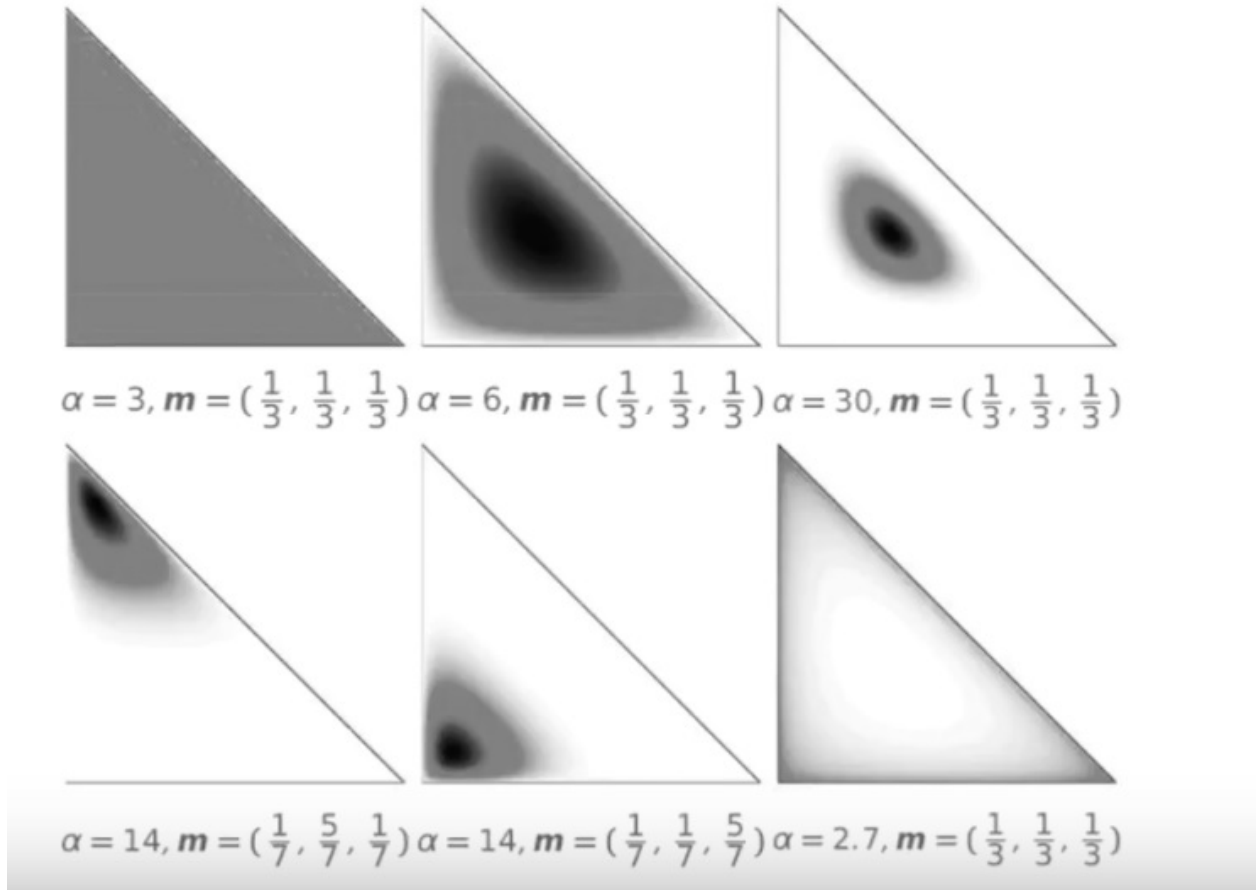 α = 3, m = (1/3, 1/3, 1/3) α = 6, m = (1/3, 1/3, 1/3) α = 30, m = (1/3, 1/3, 1/3)
α = 14, m = (1/7, 5/7, 1/7) α = 14, m = (1/7, 1/7, 5/7) α = 2.7, m = (1/3, 1/3, 1/3)